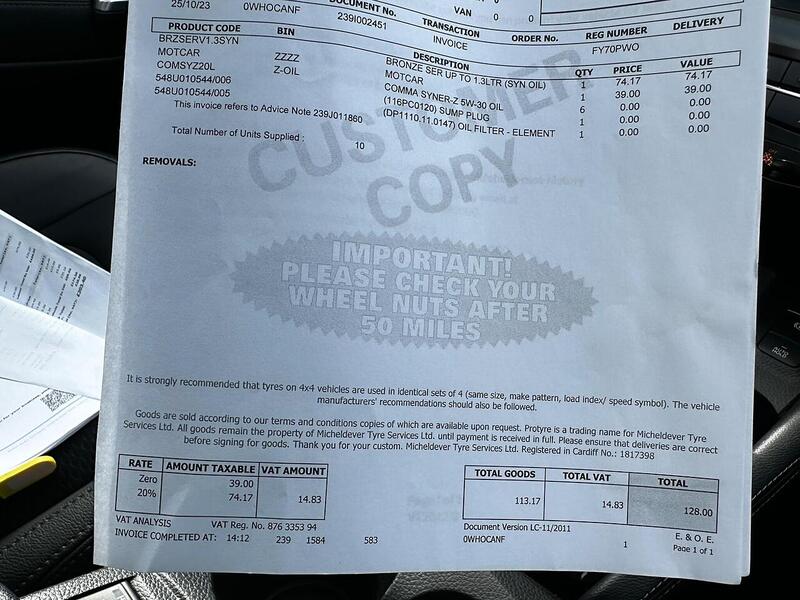 VAN 0 0
DOCUMENT No.
25/10/23 0WHOCANF 239I002451
TRANSACTION ORDER No. REG NUMBER DELIVERY
INVOICE FY70PWO
PRODUCT CODE BIN DESCRIPTION QTY PRICE VALUE
BRZSERV1.3SYN ZZZZ BRONZE SER UP TO 1.3LTR (SYN OIL) 1 74.17 74.17
MOTCAR Z-OIL MOTCAR 1 39.00 39.00
COMSYZ20L COMMA SYNER-Z 5W-30 OIL 6 0.00 0.00
548U010544/006 (116PC0120) SUMP PLUG 1 0.00 0.00
548U010544/005 (DP1110.11.0147) OIL FILTER - ELEMENT 1 0.00 0.00
This invoice refers to Advice Note 239J011860
Total Number of Units Supplied : 10
CUSTOMER
COPY
REMOVALS:
IMPORTANT!
PLEASE CHECK YOUR
WHEEL NUTS AFTER
50 MILES
It is strongly recommended that tyres on 4x4 vehicles are used in identical sets of 4 (same size, make pattern, load index/ speed symbol). The vehicle
manufacturers' recommendations should also be followed.
Goods are sold according to our terms and conditions copies of which are available upon request. Protyre is a trading name for Micheldever Tyre
Services Ltd. All goods remain the property of Micheldever Tyre Services Ltd. until payment is received in full. Please ensure that deliveries are correct
before signing for goods. Thank you for your custom. Micheldever Tyre Services Ltd. Registered in Cardiff No.: 1817398
RATE AMOUNT TAXABLE VAT AMOUNT
Zero 39.00
20% 74.17 14.83
TOTAL GOODS TOTAL VAT TOTAL
113.17 14.83 128.00
VAT ANALYSIS VAT Reg. No. 876 3353 94
Document Version LC-11/2011 E. & O. E.
INVOICE COMPLETED AT: 14:12 239 1584 583 0WHOCANF 1 Page 1 of 1
AUTO
HOLD